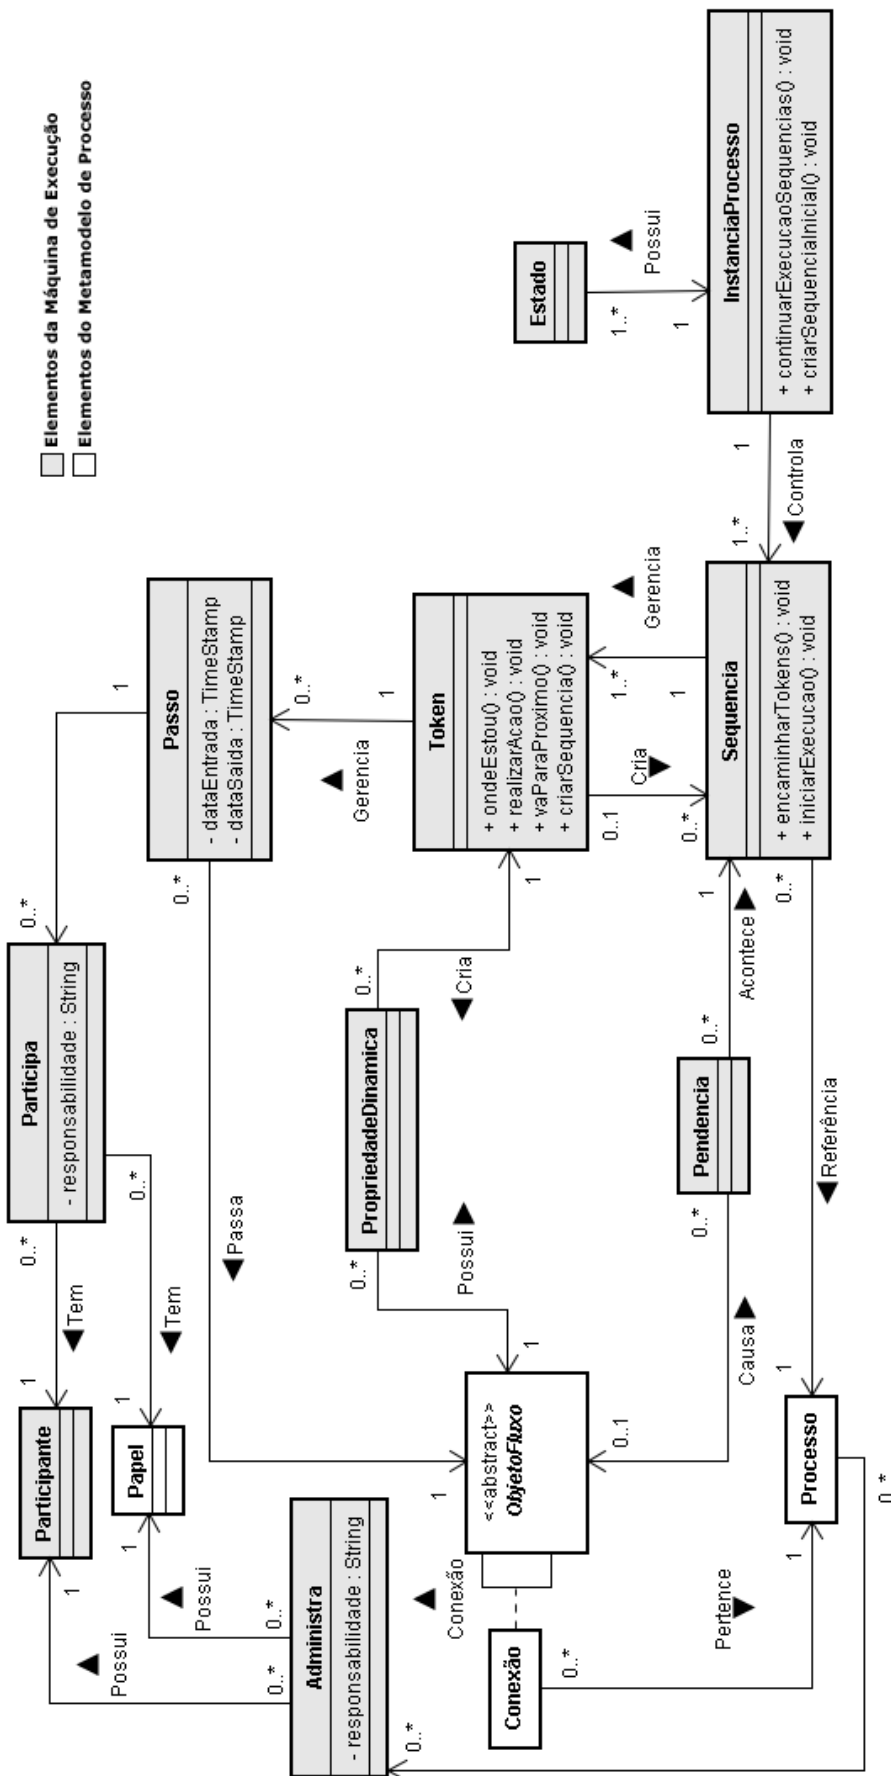 Elementos da Máquina de Execução
Elementos do Metamodelo de Processo
Participante
Participa
- responsabilidade : String
1
Tem
0..*
0..*
1
Possui
1
Papel
1
Tem
0..*
Possui
Passo
- dataEntrada : TimeStamp
- dataSaida : TimeStamp
1
0..*
0..*
0..*
0..*
Passa
Administra
- responsabilidade : String
0..*
Gerencia
PropriedadeDinamica
0..*
0..*
1
Token
+ ondeEstou() : void
+ realizarAcao() : void
+ vaParaProximo() : void
+ criarSequencia() : void
1
Conexão
Possui
Cria
1
<<abstract>>
ObjetoFluxo
1
Conexão
0..*
0..1
0..1
1..*
Cria
Gerencia
Estado
1..*
Possui
1
Causa
0..*
Pendencia
0..*
Acontece
1
0..*
1
Sequencia
+ encaminharTokens() : void
+ iniciarExecucao() : void
1..*
Controla
1
InstanciaProcesso
+ continuarExecucaoSequencias() : void
+ criarSequenciaInicial() : void
Pertence
1
Processo
1
Referência
0..*
0..*